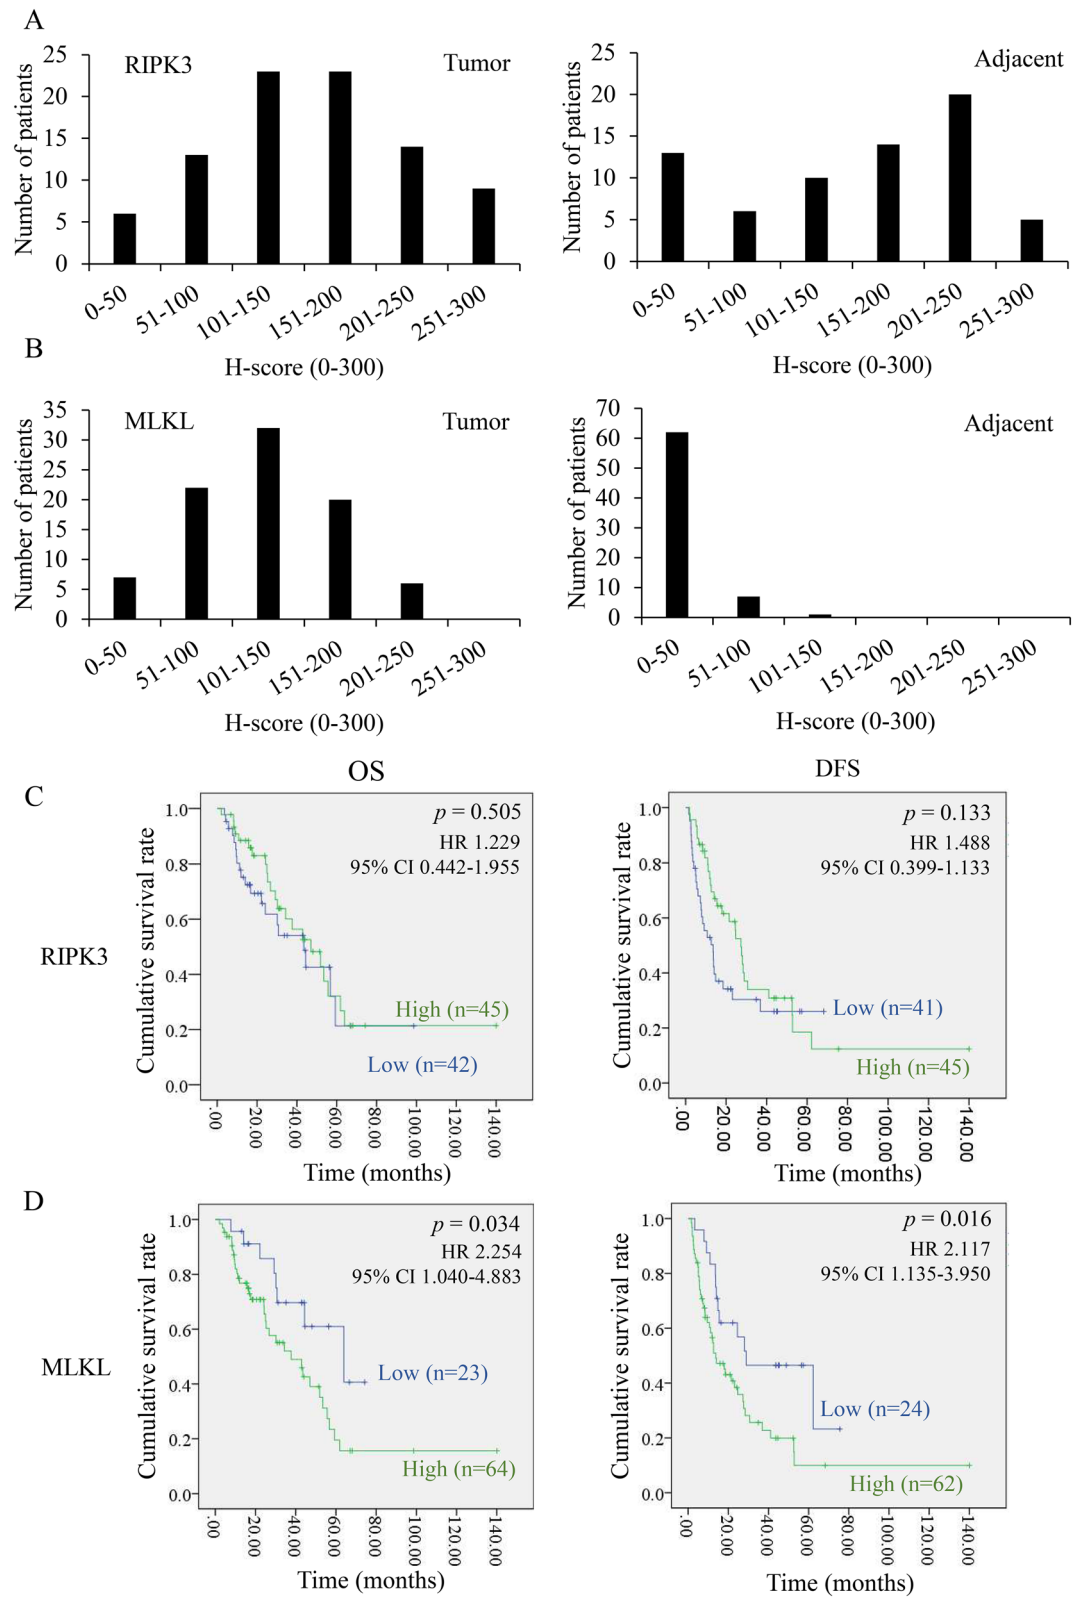 A
RIPK3
Tumor
Number of patients
25
20
15
10
5
0
0-50
51-100
101-150
151-200
201-250
251-300
H-score (0-300)
Adjacent
Number of patients
25
20
15
10
5
0
0-50
51-100
101-150
151-200
201-250
251-300
H-score (0-300)
B
MLKL
Tumor
Number of patients
35
30
25
20
15
10
5
0
0-50
51-100
101-150
151-200
201-250
251-300
H-score (0-300)
Adjacent
Number of patients
70
60
50
40
30
20
10
0
0-50
51-100
101-150
151-200
201-250
251-300
H-score (0-300)
OS
DFS
C
RIPK3
Cumulative survival rate
1.0
0.8
0.6
0.4
0.2
0.0
p = 0.505
HR 1.229
95% CI 0.442-1.955
High (n=45)
Low (n=42)
.00
20.00
40.00
60.00
80.00
100.00
120.00
140.00
Time (months)
Cumulative survival rate
1.0
0.8
0.6
0.4
0.2
0.0
p = 0.133
HR 1.488
95% CI 0.399-1.133
Low (n=41)
High (n=45)
.00
20.00
40.00
60.00
80.00
100.00
120.00
140.00
Time (months)
D
MLKL
Cumulative survival rate
1.0
0.8
0.6
0.4
0.2
0.0
p = 0.034
HR 2.254
95% CI 1.040-4.883
Low (n=23)
High (n=64)
.00
20.00
40.00
60.00
80.00
100.00
120.00
140.00
Time (months)
Cumulative survival rate
1.0
0.8
0.6
0.4
0.2
0.0
p = 0.016
HR 2.117
95% CI 1.135-3.950
Low (n=24)
High (n=62)
.00
20.00
40.00
60.00
80.00
100.00
120.00
140.00
Time (months)